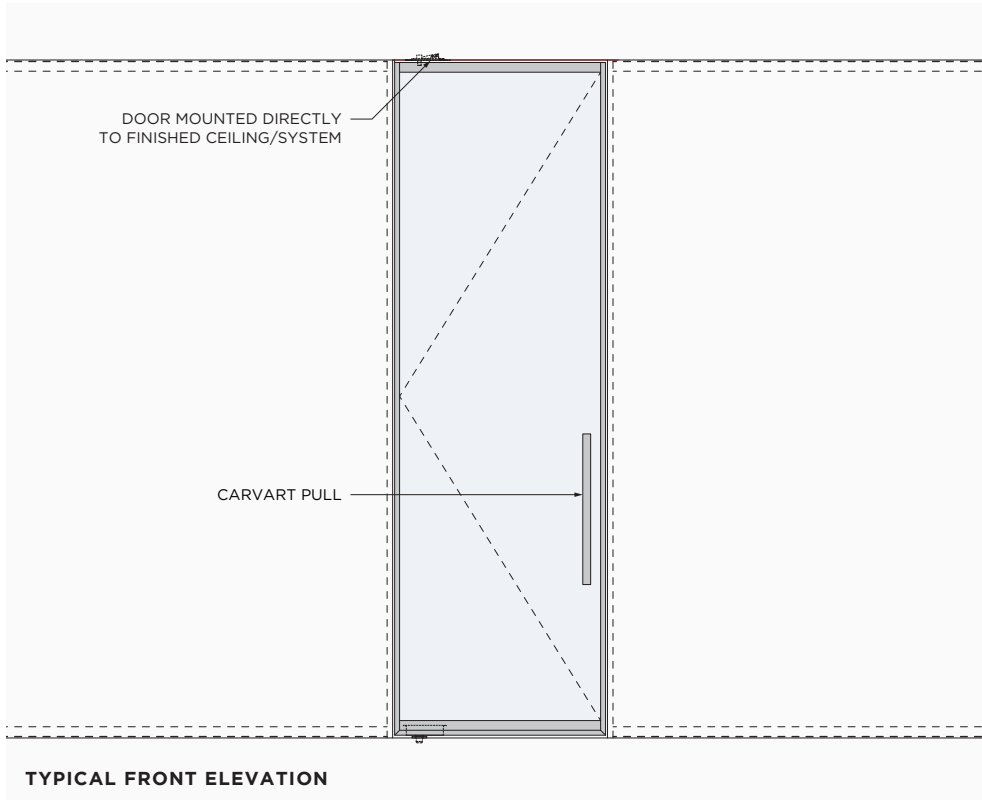 DOOR MOUNTED DIRECTLY
TO FINISHED CEILING/SYSTEM
CARVART PULL
TYPICAL FRONT ELEVATION